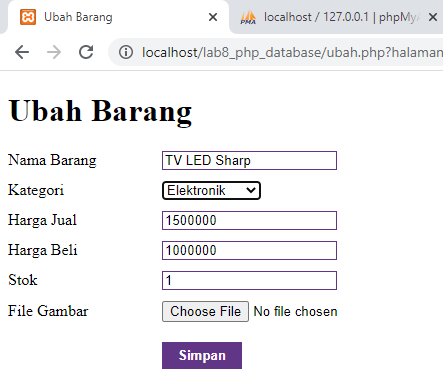 Ubah Barang
localhost / 127.0.0.1 | phpMyA
localhost/lab8_php_database/ubah.php?halaman
Ubah Barang
Nama Barang TV LED Sharp
Kategori Elektronik
Harga Jual 1500000
Harga Beli 1000000
Stok 1
File Gambar Choose File No file chosen
Simpan